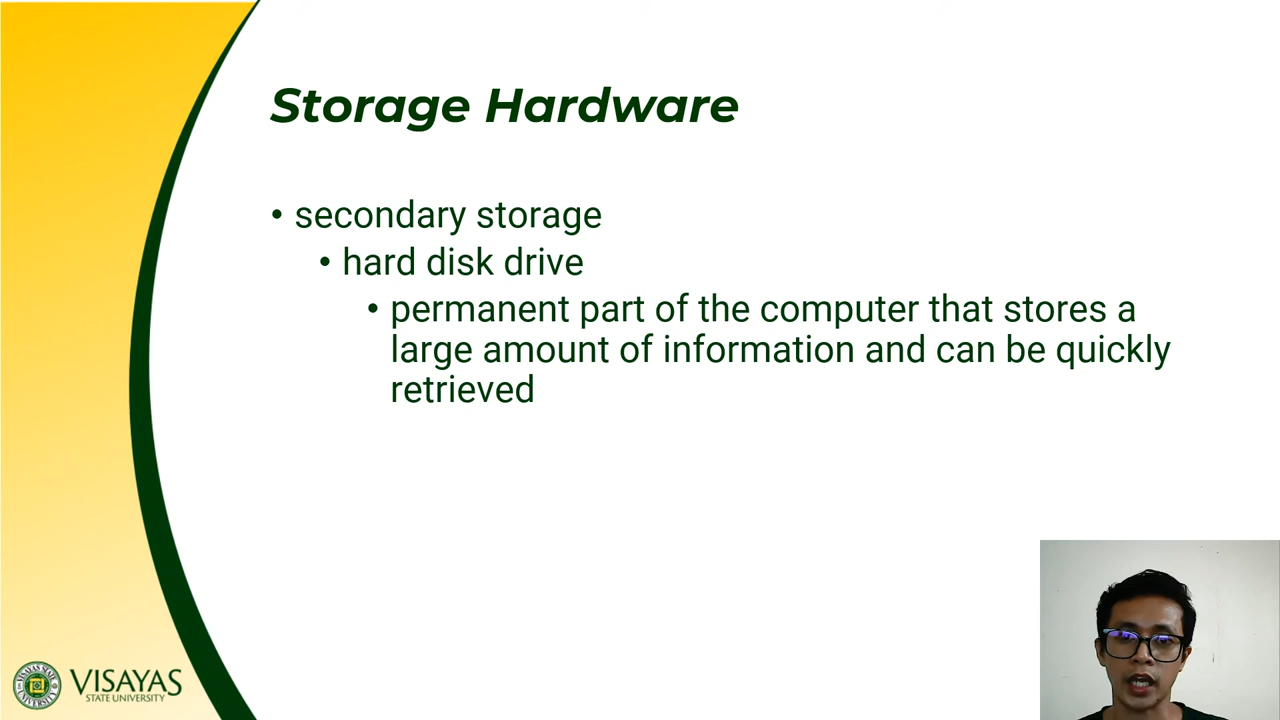 Storage Hardware
• secondary storage
• hard disk drive
• permanent part of the computer that stores a
large amount of information and can be quickly
retrieved
VISAYAS
STATE UNIVERSITY